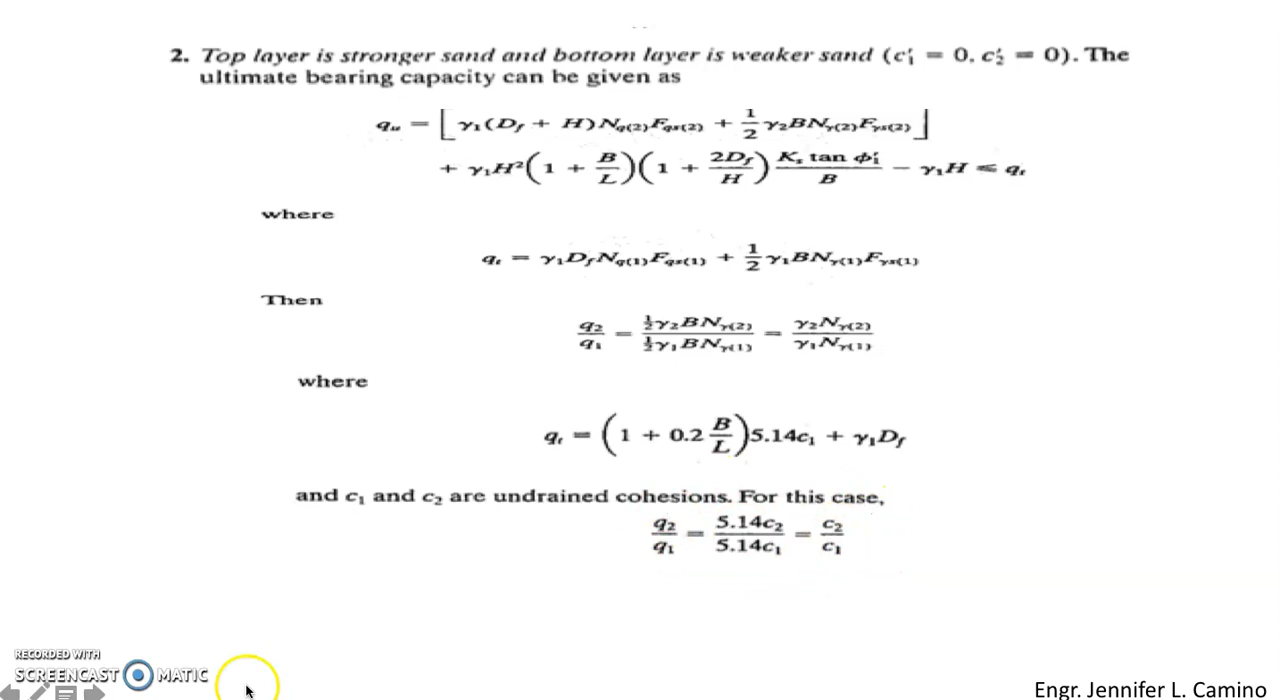 2. Top layer is stronger sand and bottom layer is weaker sand (c′₁ = 0, c′₂ = 0). The
ultimate bearing capacity can be given as
qᵤ = [γ₁(D_f + H)N_q(2)F_qs(2) + ½ γ₂BN_γ(2)F_γs(2)]
+ γ₁H²(1 + B/L)(1 + 2D_f/H) K_s tan ϕ′₁/B − γ₁H ≤ q_t
where
q_t = γ₁D_fN_q(1)F_qs(1) + ½ γ₁BN_γ(1)F_γs(1)
Then
q₂/q₁ = ½γ₂BN_γ(2)/½γ₁BN_γ(1) = γ₂N_γ(2)/γ₁N_γ(1)
where
q_t = (1 + 0.2 B/L)5.14c₁ + γ₁D_f
and c₁ and c₂ are undrained cohesions. For this case,
q₂/q₁ = 5.14c₂/5.14c₁ = c₂/c₁
RECORDED WITH
SCREENCAST MATIC
Engr. Jennifer L. Camino